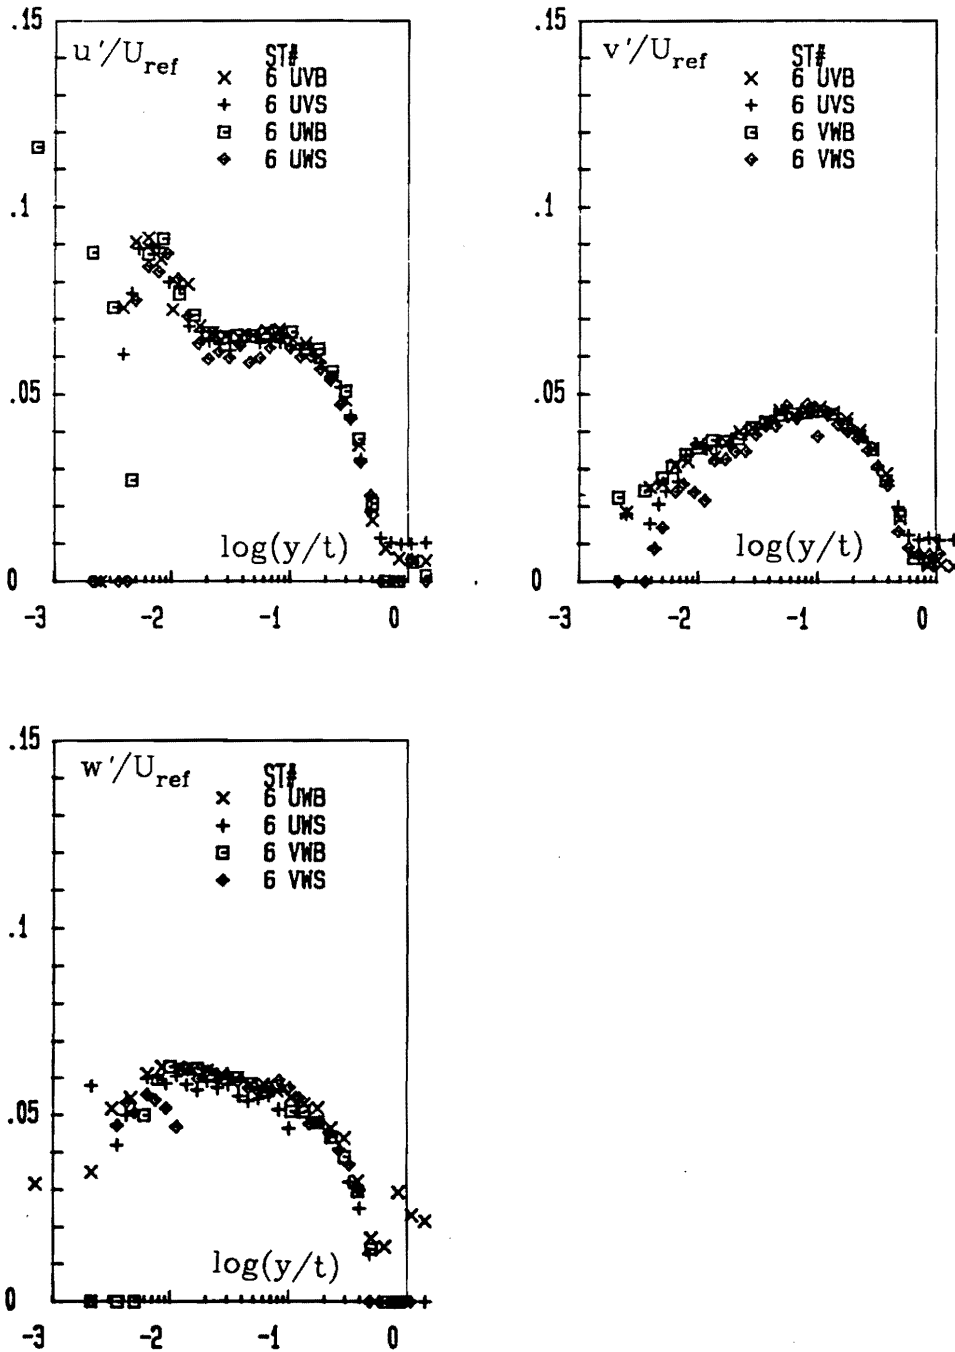 .15
u'/U_ref
ST#
6 UVB
6 UVS
6 UWB
6 UWS
.1
.05
log(y/t)
0
-3 -2 -1 0
.15
v'/U_ref
ST#
6 UVB
6 UVS
6 VWB
6 VWS
.1
.05
log(y/t)
0
-3 -2 -1 0
.15
w'/U_ref
ST#
6 UWB
6 UWS
6 VWB
6 VWS
.1
.05
log(y/t)
0
-3 -2 -1 0